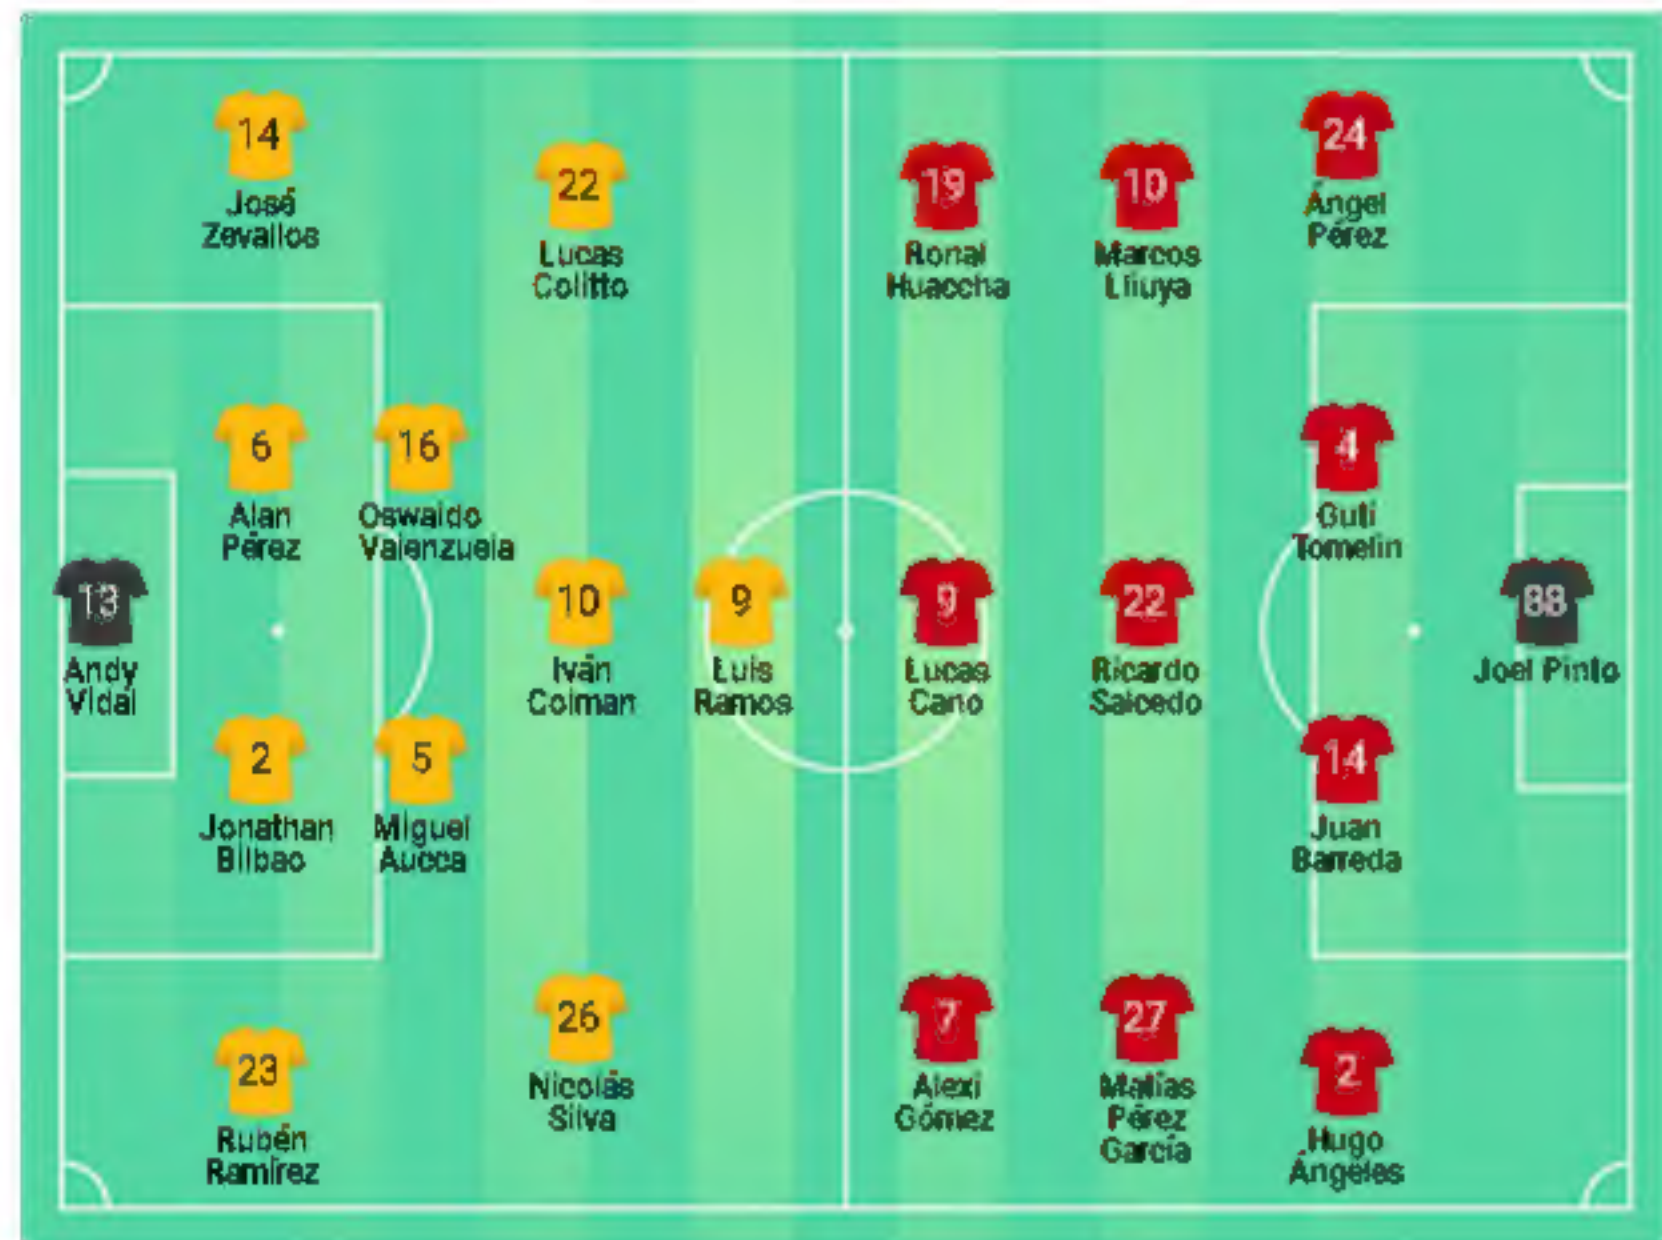 14
José
Zevallos
22
Lucas
Colitto
6
Alan
Pérez
16
Oswaldo
Valenzuela
13
Andy
Vidal
10
Iván
Colman
9
Luis
Ramos
2
Jonathan
Bilbao
5
Miguel
Aucca
26
Nicolás
Silva
23
Rubén
Ramírez
19
Ronal
Huaccha
10
Marcos
Lliuya
24
Ángel
Pérez
4
Guti
Tomelin
9
Lucas
Cano
22
Ricardo
Salcedo
88
Joel Pinto
14
Juan
Barreda
7
Alexi
Gómez
27
Matías
Pérez
García
2
Hugo
Ángeles